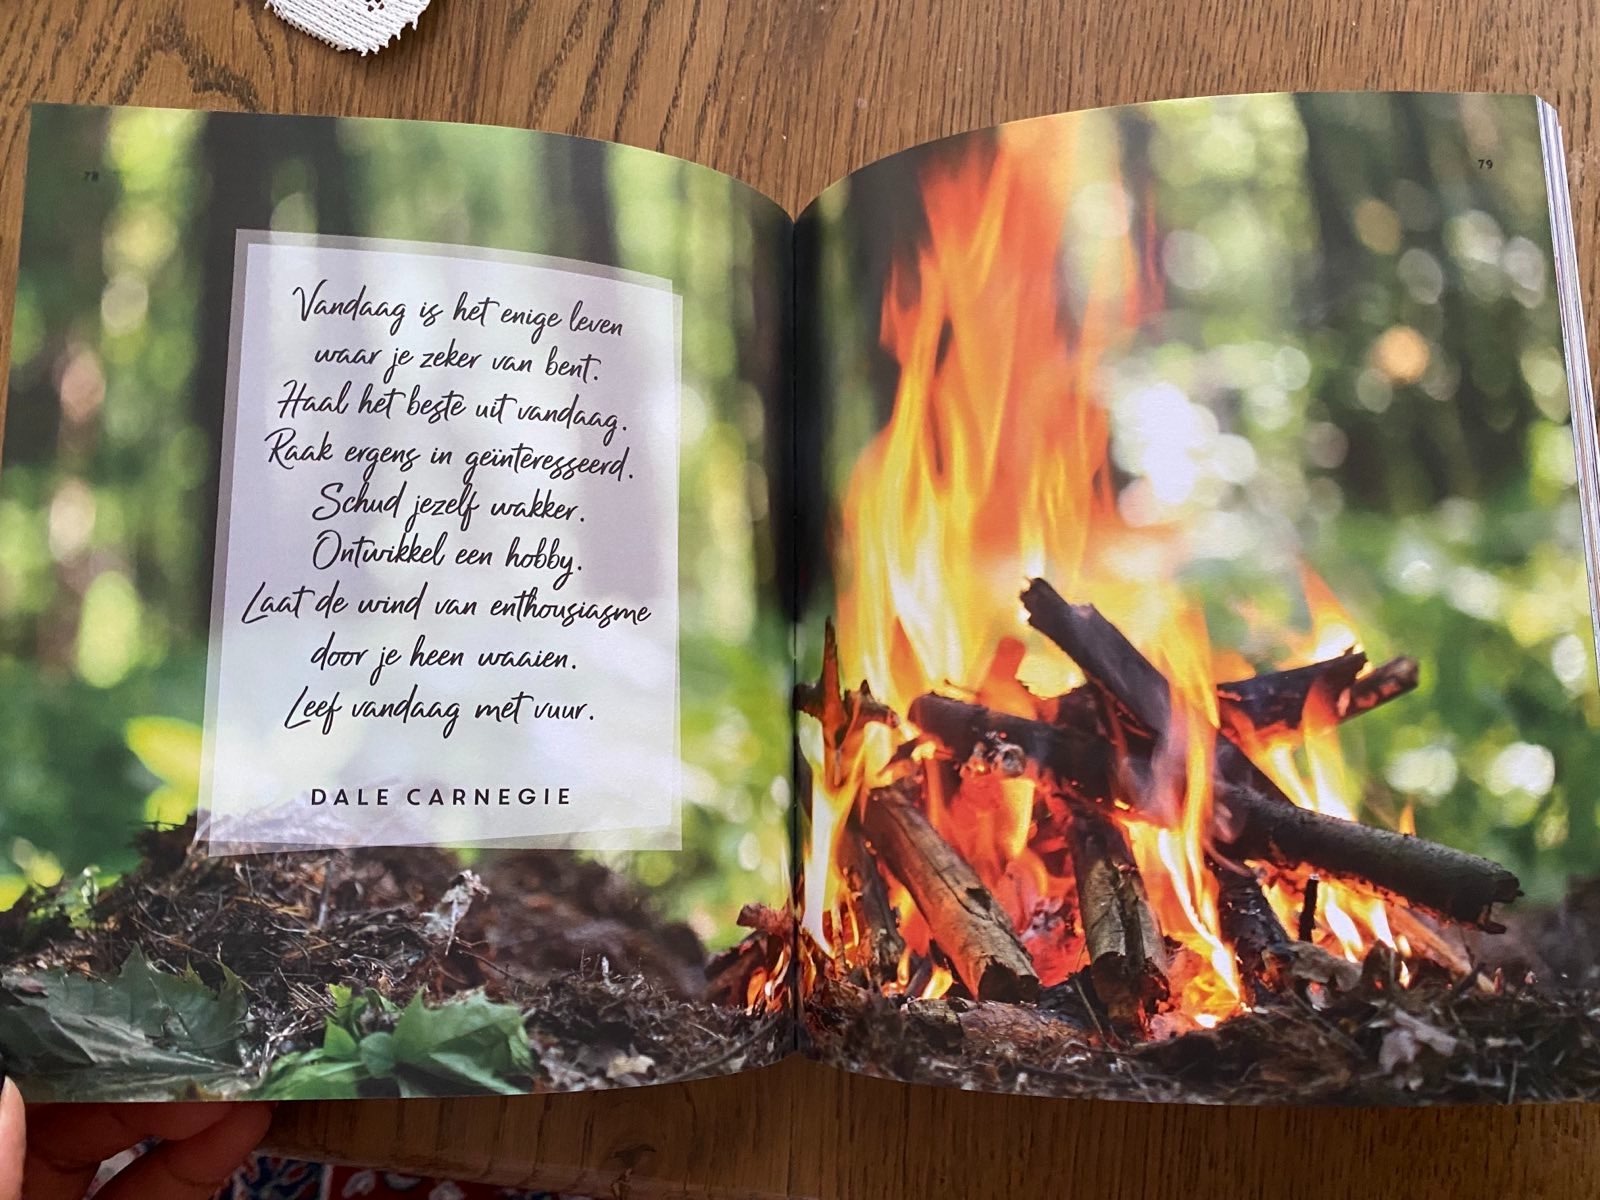 78
Vandaag is het enige leven
waar je zeker van bent.
Haal het beste uit vandaag.
Raak ergens in geïnteresseerd.
Schud jezelf wakker.
Ontwikkel een hobby.
Laat de wind van enthousiasme
door je heen waaien.
Leef vandaag met vuur.
DALE CARNEGIE
79